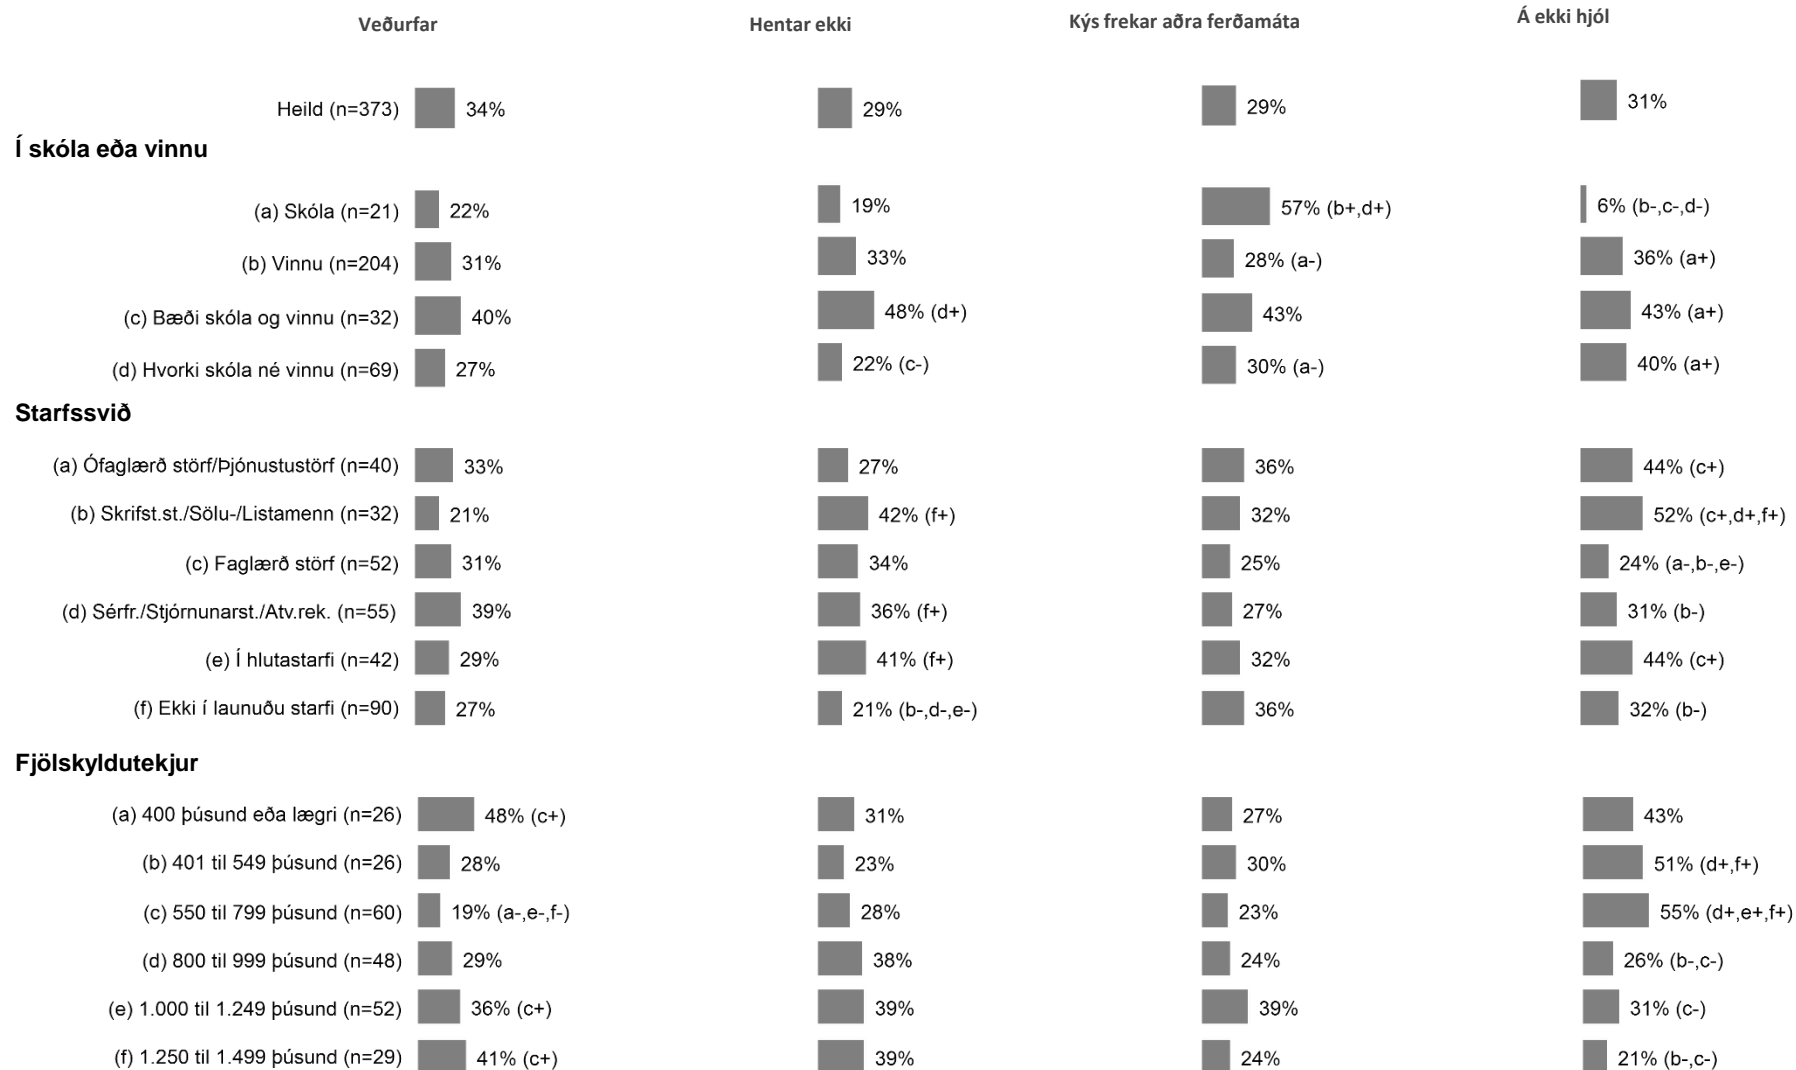 Veðurfar Hentar ekki Kýs frekar aðra ferðamáta Á ekki hjól
Heild (n=373) 34% 29% 29% 31%
Í skóla eða vinnu
(a) Skóla (n=21) 22% 19% 57% (b+,d+) 6% (b-,c-,d-)
(b) Vinnu (n=204) 31% 33% 28% (a-) 36% (a+)
(c) Bæði skóla og vinnu (n=32) 40% 48% (d+) 43% 43% (a+)
(d) Hvorki skóla né vinnu (n=69) 27% 22% (c-) 30% (a-) 40% (a+)
Starfssvið
(a) Ófaglærð störf/Þjónustustörf (n=40) 33% 27% 36% 44% (c+)
(b) Skrifst.st./Sölu-/Listamenn (n=32) 21% 42% (f+) 32% 52% (c+,d+,f+)
(c) Faglærð störf (n=52) 31% 34% 25% 24% (a-,b-,e-)
(d) Sérfr./Stjórnunarst./Atv.rek. (n=55) 39% 36% (f+) 27% 31% (b-)
(e) Í hlutastarfi (n=42) 29% 41% (f+) 32% 44% (c+)
(f) Ekki í launuðu starfi (n=90) 27% 21% (b-,d-,e-) 36% 32% (b-)
Fjölskyldutekjur
(a) 400 þúsund eða lægri (n=26) 48% (c+) 31% 27% 43%
(b) 401 til 549 þúsund (n=26) 28% 23% 30% 51% (d+,f+)
(c) 550 til 799 þúsund (n=60) 19% (a-,e-,f-) 28% 23% 55% (d+,e+,f+)
(d) 800 til 999 þúsund (n=48) 29% 38% 24% 26% (b-,c-)
(e) 1.000 til 1.249 þúsund (n=52) 36% (c+) 39% 39% 31% (c-)
(f) 1.250 til 1.499 þúsund (n=29) 41% (c+) 39% 24% 21% (b-,c-)